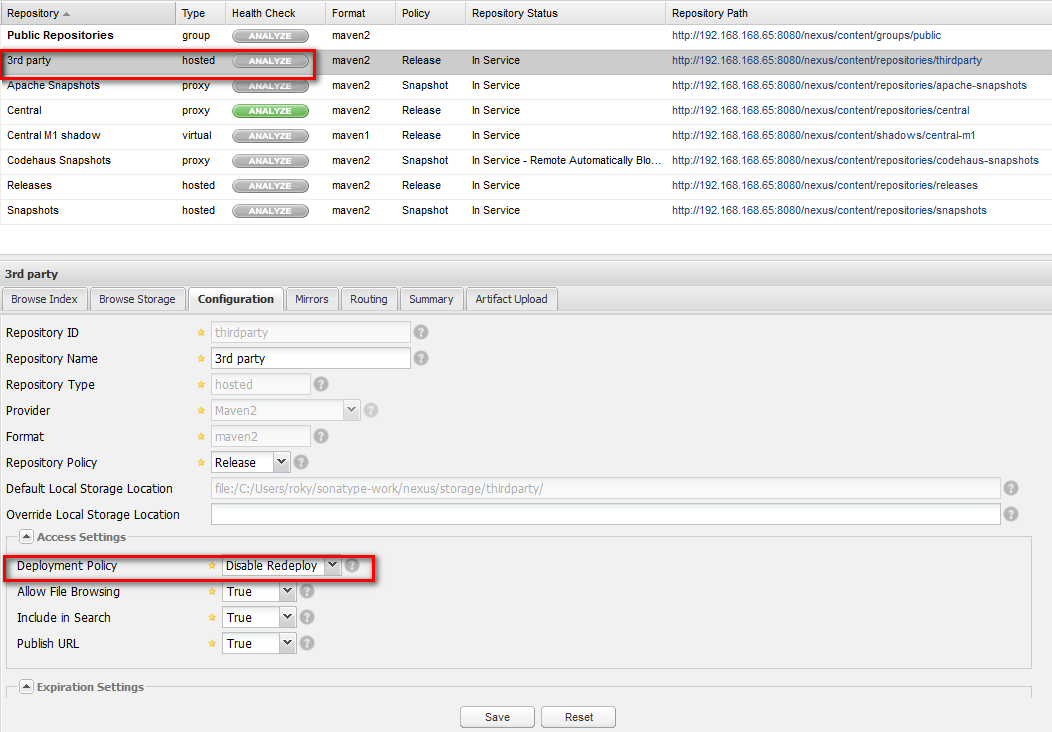 Repository Type Health Check Format Policy Repository Status Repository Path
Public Repositories group ANALYZE maven2 http://192.168.168.65:8080/nexus/content/groups/public
3rd party hosted ANALYZE maven2 Release In Service http://192.168.168.65:8080/nexus/content/repositories/thirdparty
Apache Snapshots proxy ANALYZE maven2 Snapshot In Service http://192.168.168.65:8080/nexus/content/repositories/apache-snapshots
Central proxy ANALYZE maven2 Release In Service http://192.168.168.65:8080/nexus/content/repositories/central
Central M1 shadow virtual ANALYZE maven1 Release In Service http://192.168.168.65:8080/nexus/content/shadows/central-m1
Codehaus Snapshots proxy ANALYZE maven2 Snapshot In Service - Remote Automatically Blo... http://192.168.168.65:8080/nexus/content/repositories/codehaus-snapshots
Releases hosted ANALYZE maven2 Release In Service http://192.168.168.65:8080/nexus/content/repositories/releases
Snapshots hosted ANALYZE maven2 Snapshot In Service http://192.168.168.65:8080/nexus/content/repositories/snapshots
3rd party
Browse Index Browse Storage Configuration Mirrors Routing Summary Artifact Upload
Repository ID thirdparty
Repository Name 3rd party
Repository Type hosted
Provider Maven2
Format maven2
Repository Policy Release
Default Local Storage Location file:/C:/Users/roky/sonatype-work/nexus/storage/thirdparty/
Override Local Storage Location
Access Settings
Deployment Policy Disable Redeploy
Allow File Browsing True
Include in Search True
Publish URL True
Expiration Settings
Save Reset